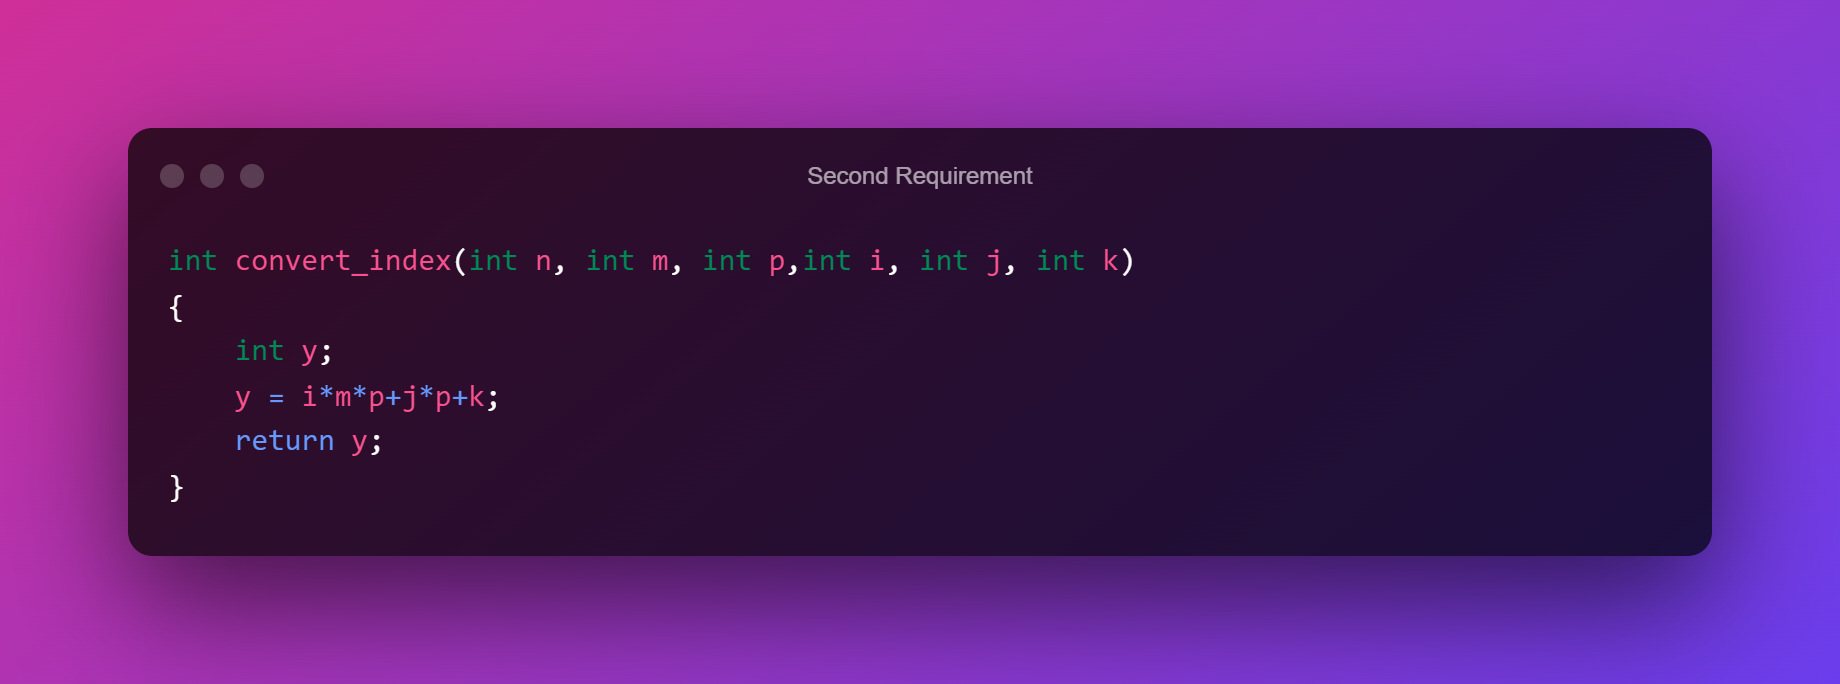 Second Requirement
int convert_index(int n, int m, int p,int i, int j, int k)
{
    int y;
    y = i*m*p+j*p+k;
    return y;
}